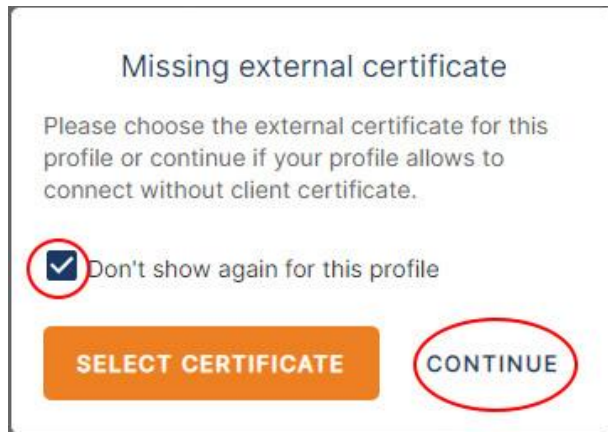 Missing external certificate
Please choose the external certificate for this
profile or continue if your profile allows to
connect without client certificate.
Don't show again for this profile
SELECT CERTIFICATE
CONTINUE